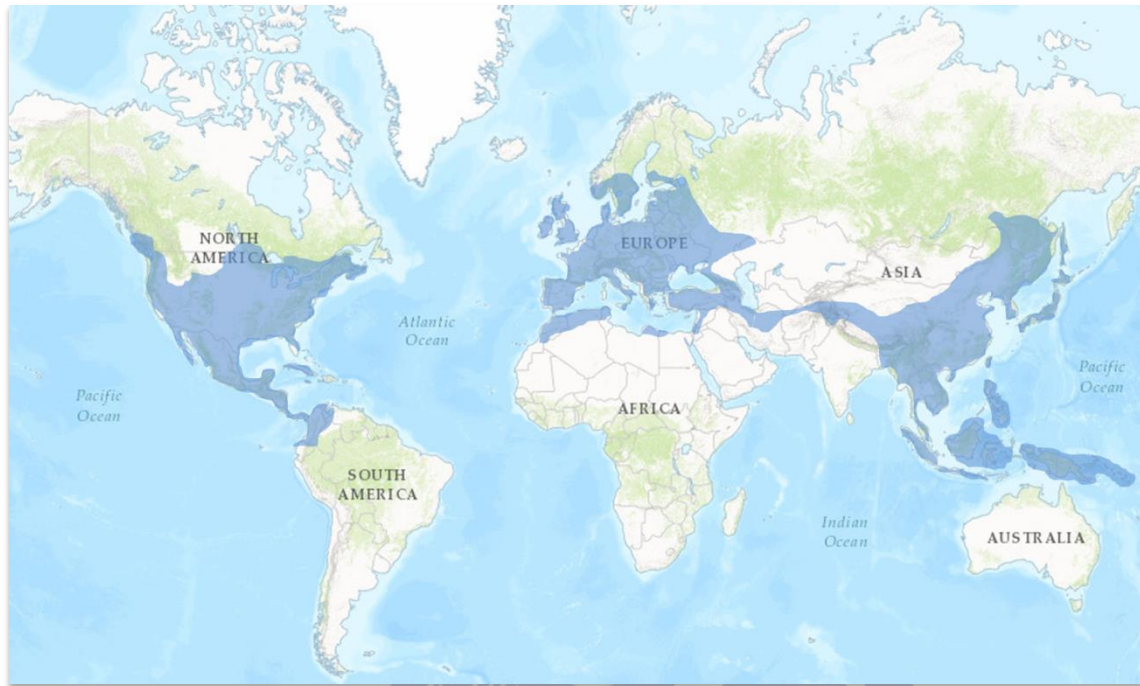 NORTH
AMERICA
EUROPE
ASIA
Atlantic
Ocean
Pacific
Ocean
Pacific
Ocean
AFRICA
SOUTH
AMERICA
Indian
Ocean
AUSTRALIA